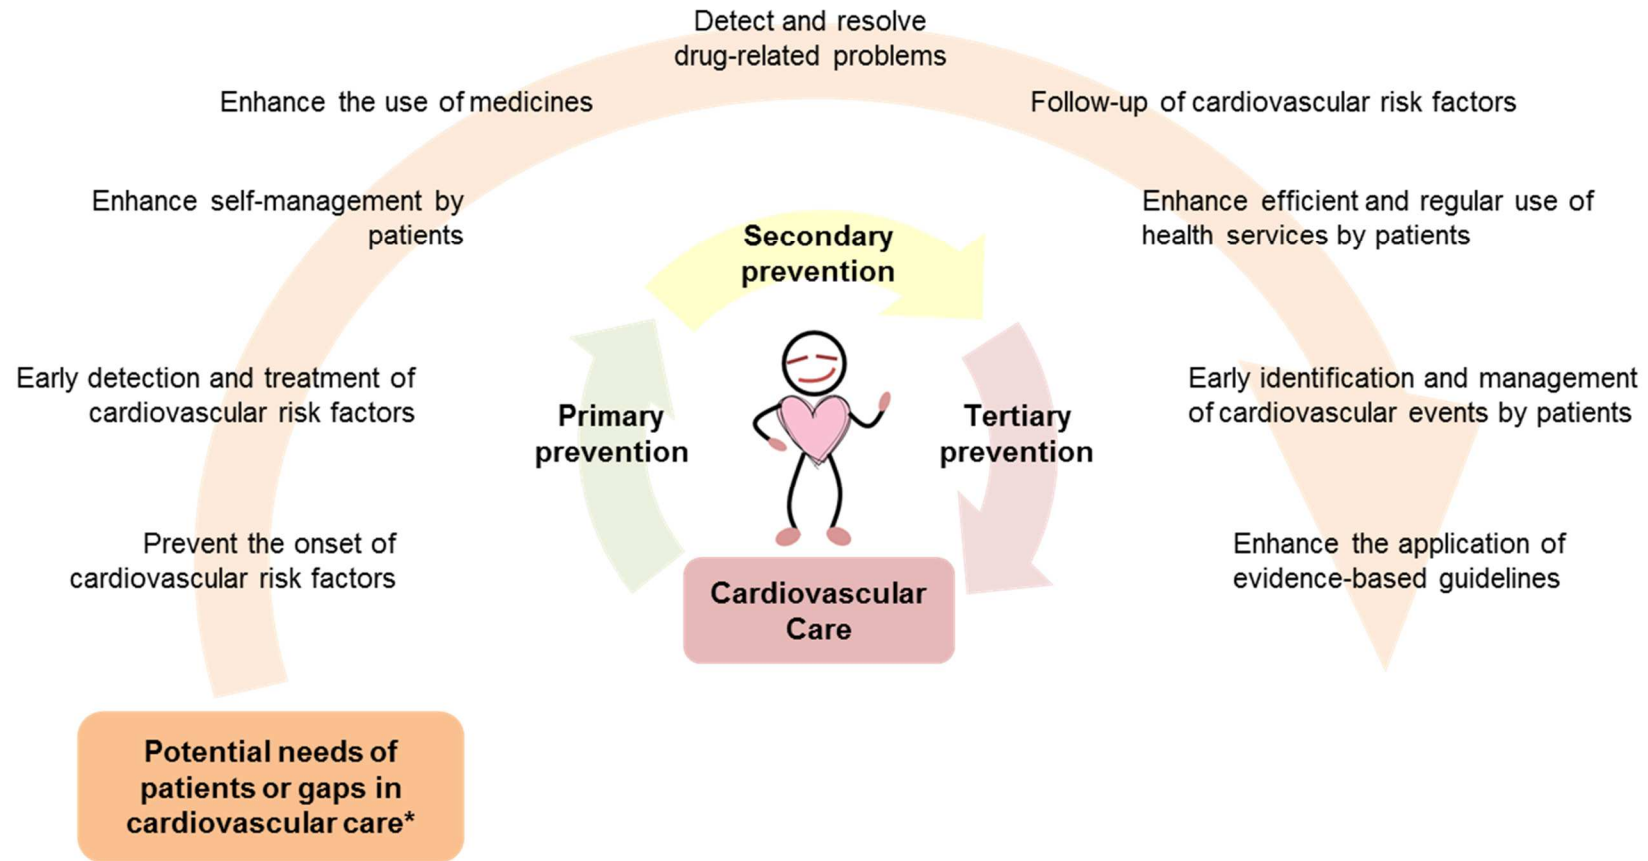 Detect and resolve
drug-related problems
Enhance the use of medicines
Follow-up of cardiovascular risk factors
Enhance self-management by
patients
Enhance efficient and regular use of
health services by patients
Secondary
prevention
Early detection and treatment of
cardiovascular risk factors
Primary
prevention
Tertiary
prevention
Early identification and management
of cardiovascular events by patients
Prevent the onset of
cardiovascular risk factors
Enhance the application of
evidence-based guidelines
Cardiovascular
Care
Potential needs of
patients or gaps in
cardiovascular care*